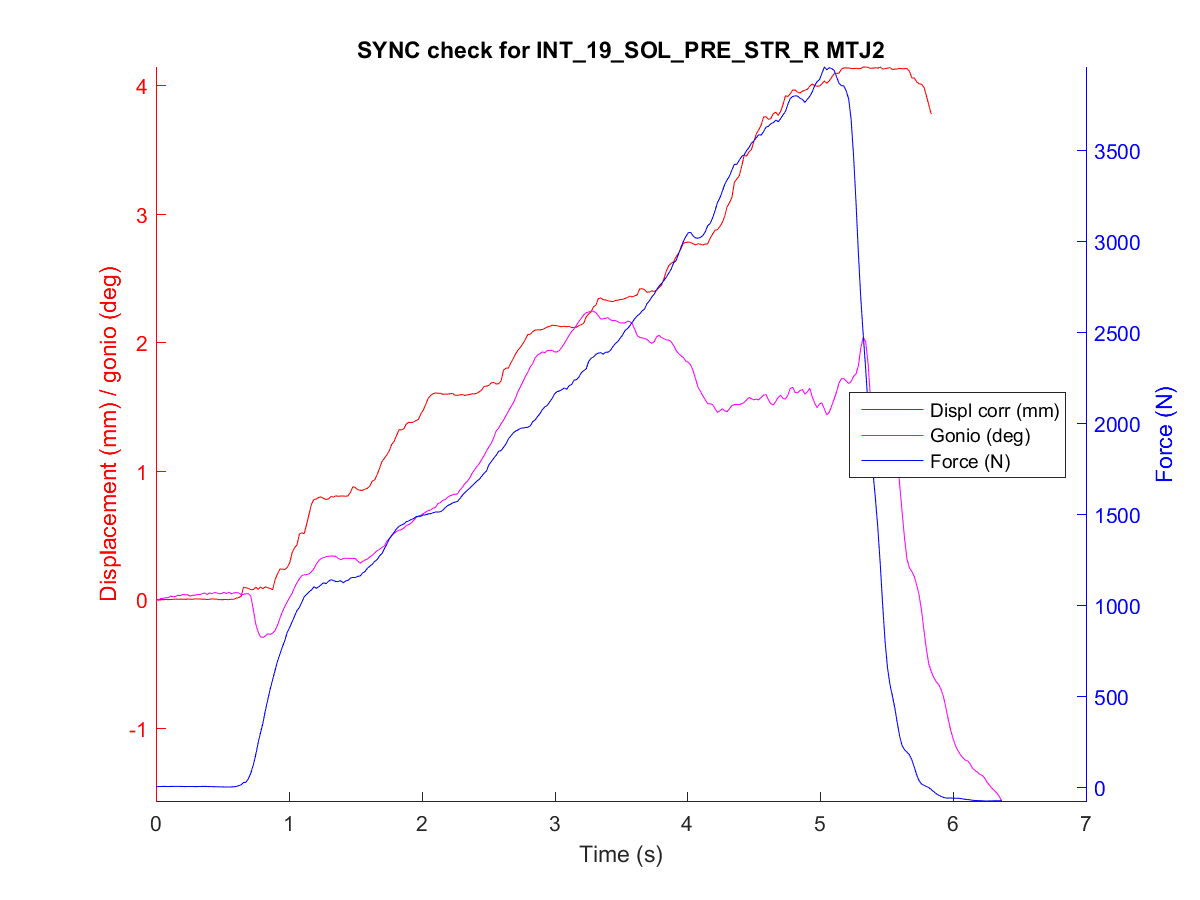 SYNC check for INT_19_SOL_PRE_STR_R MTJ2
Displacement (mm) / gonio (deg)
4
3
2
1
0
-1
3500
3000
2500
2000
1500
1000
500
0
Force (N)
Displ corr (mm)
Gonio (deg)
Force (N)
0 1 2 3 4 5 6 7
Time (s)